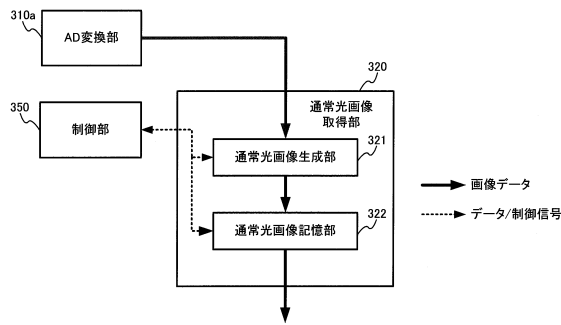 310a
AD変換部
320
350
制御部
通常光画像
取得部
321
通常光画像生成部
322
通常光画像記憶部
画像データ
データ/制御信号